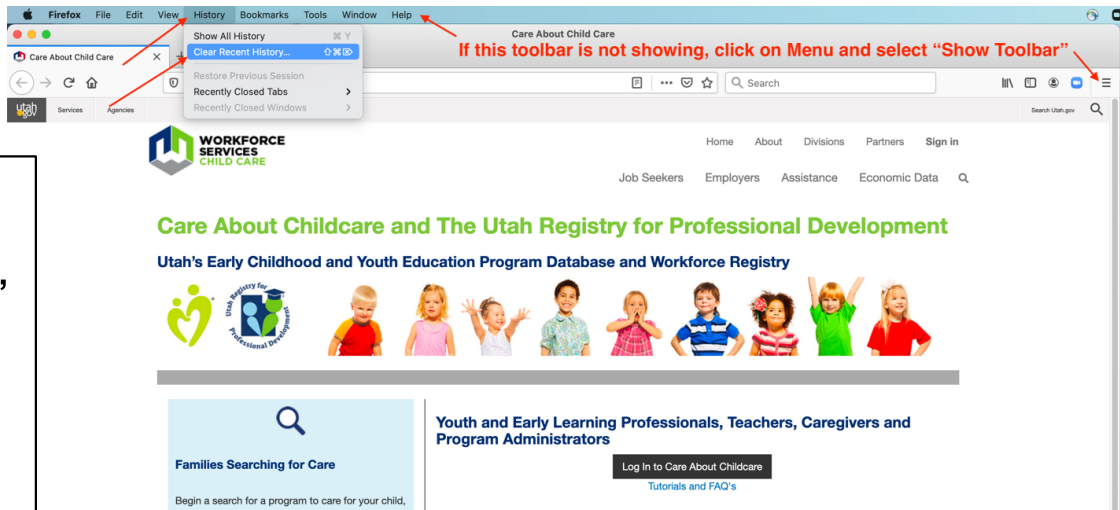 Firefox File Edit View History Bookmarks Tools Window Help
Show All History ⌘ Y
Clear Recent History... ⇧⌘⌦
Restore Previous Session
Recently Closed Tabs >
Recently Closed Windows >
Care About Child Care
If this toolbar is not showing, click on Menu and select “Show Toolbar”
Care About Child Care
Search
utah.gov Services Agencies
Search Utah.gov
WORKFORCE
SERVICES
CHILD CARE
Home About Divisions Partners Sign in
Job Seekers Employers Assistance Economic Data
Care About Childcare and The Utah Registry for Professional Development
Utah's Early Childhood and Youth Education Program Database and Workforce Registry
Utah Registry for Professional Development
”
Families Searching for Care
Begin a search for a program to care for your child,
Youth and Early Learning Professionals, Teachers, Caregivers and
Program Administrators
Log In to Care About Childcare
Tutorials and FAQ's